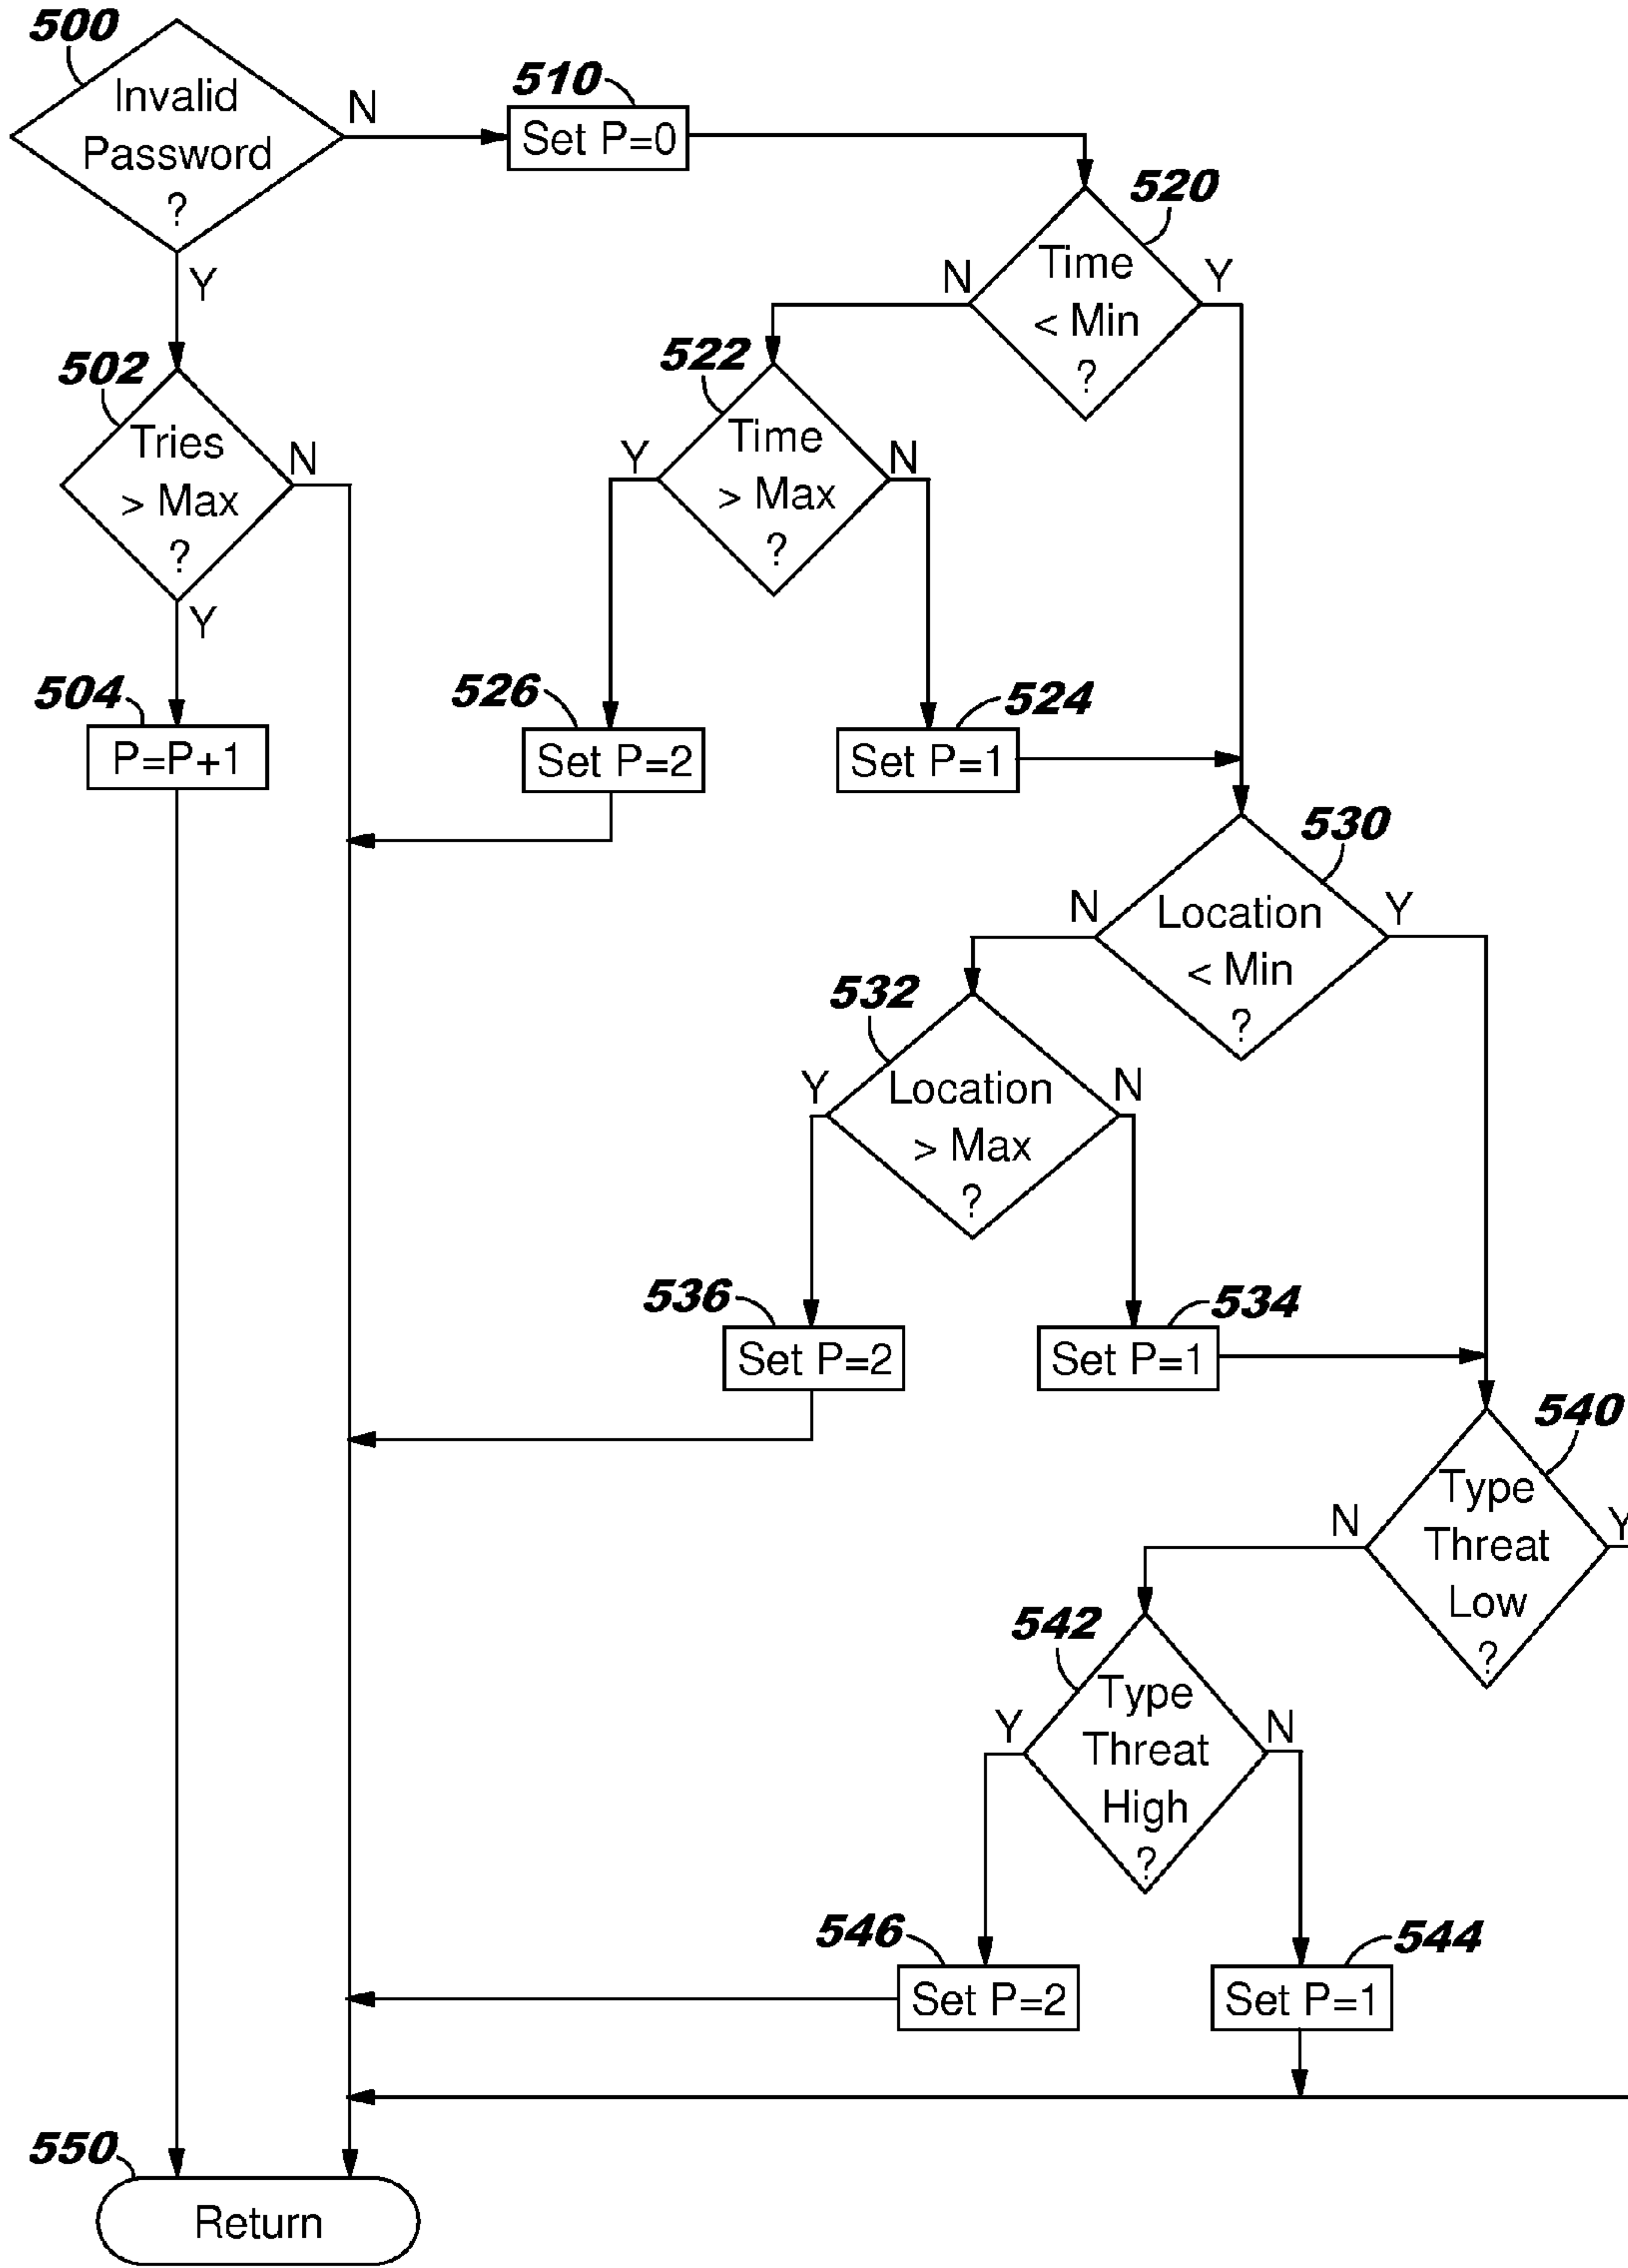 500
Invalid
Password
?
N
Y
510
Set P=0
520
Time
< Min
?
N
Y
502
Tries
> Max
?
N
Y
522
Time
> Max
?
Y
N
504
P=P+1
526
Set P=2
524
Set P=1
530
Location
< Min
?
N
Y
532
Location
> Max
?
Y
N
536
Set P=2
534
Set P=1
540
Type
Threat
Low
?
N
Y
542
Type
Threat
High
?
Y
N
546
Set P=2
544
Set P=1
550
Return